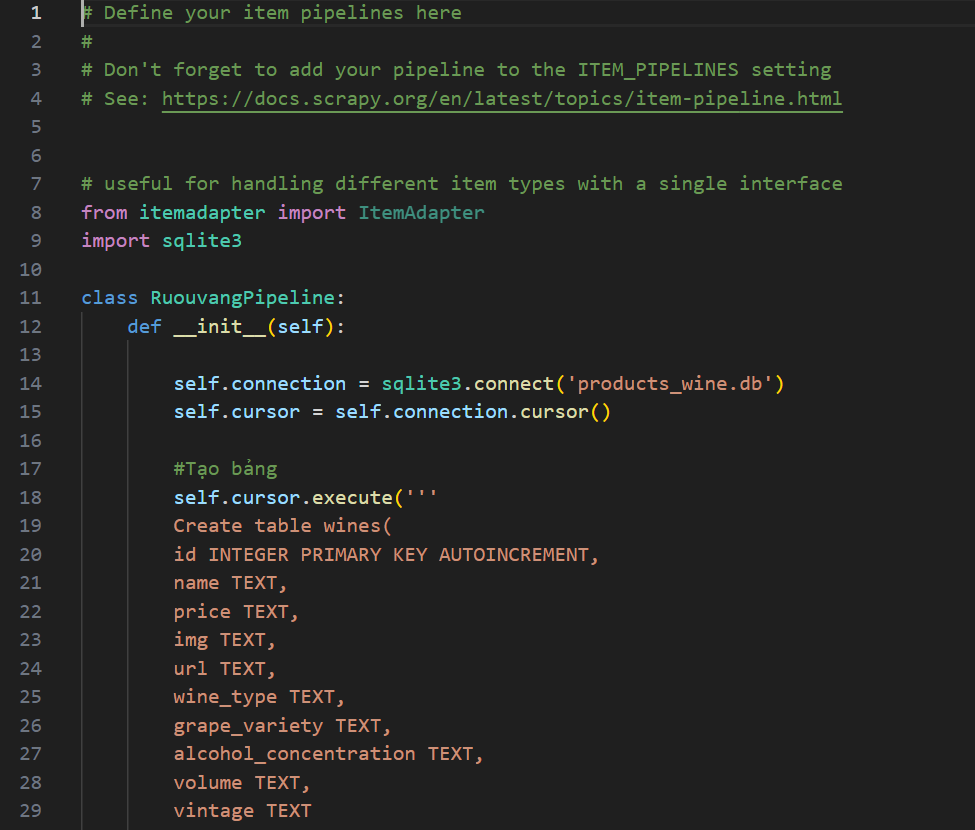 1 # Define your item pipelines here
2 #
3 # Don't forget to add your pipeline to the ITEM_PIPELINES setting
4 # See: https://docs.scrapy.org/en/latest/topics/item-pipeline.html
5
6
7 # useful for handling different item types with a single interface
8 from itemadapter import ItemAdapter
9 import sqlite3
10
11 class RuouvangPipeline:
12     def __init__(self):
13
14         self.connection = sqlite3.connect('products_wine.db')
15         self.cursor = self.connection.cursor()
16
17         #Tạo bảng
18         self.cursor.execute('''
19         Create table wines(
20         id INTEGER PRIMARY KEY AUTOINCREMENT,
21         name TEXT,
22         price TEXT,
23         img TEXT,
24         url TEXT,
25         wine_type TEXT,
26         grape_variety TEXT,
27         alcohol_concentration TEXT,
28         volume TEXT,
29         vintage TEXT